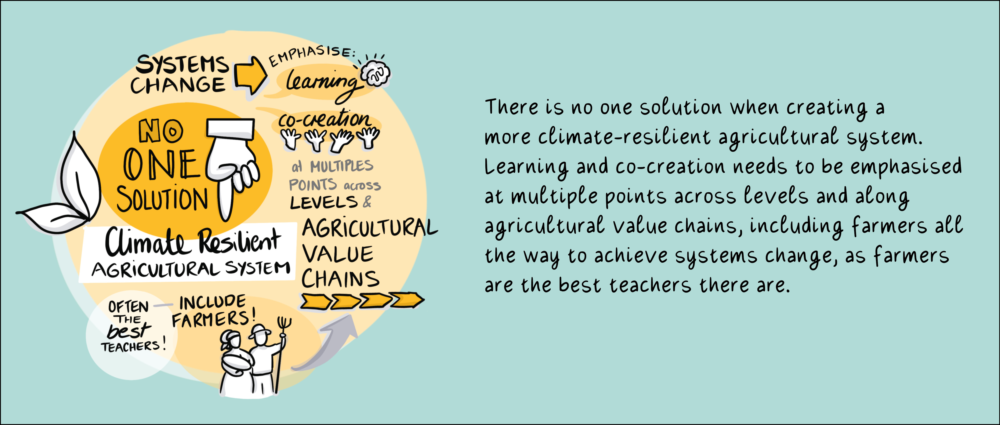 SYSTEMS
CHANGE
EMPHASISE:
learning
co-creation
at MULTIPLES
POINTS across
LEVELS &
AGRICULTURAL
VALUE
CHAINS
NO
ONE
SOLUTION
Climate Resilient
AGRICULTURAL SYSTEM
OFTEN
THE
best
TEACHERS!
INCLUDE
FARMERS!
There is no one solution when creating a
more climate-resilient agricultural system.
Learning and co-creation needs to be emphasised
at multiple points across levels and along
agricultural value chains, including farmers all
the way to achieve systems change, as farmers
are the best teachers there are.